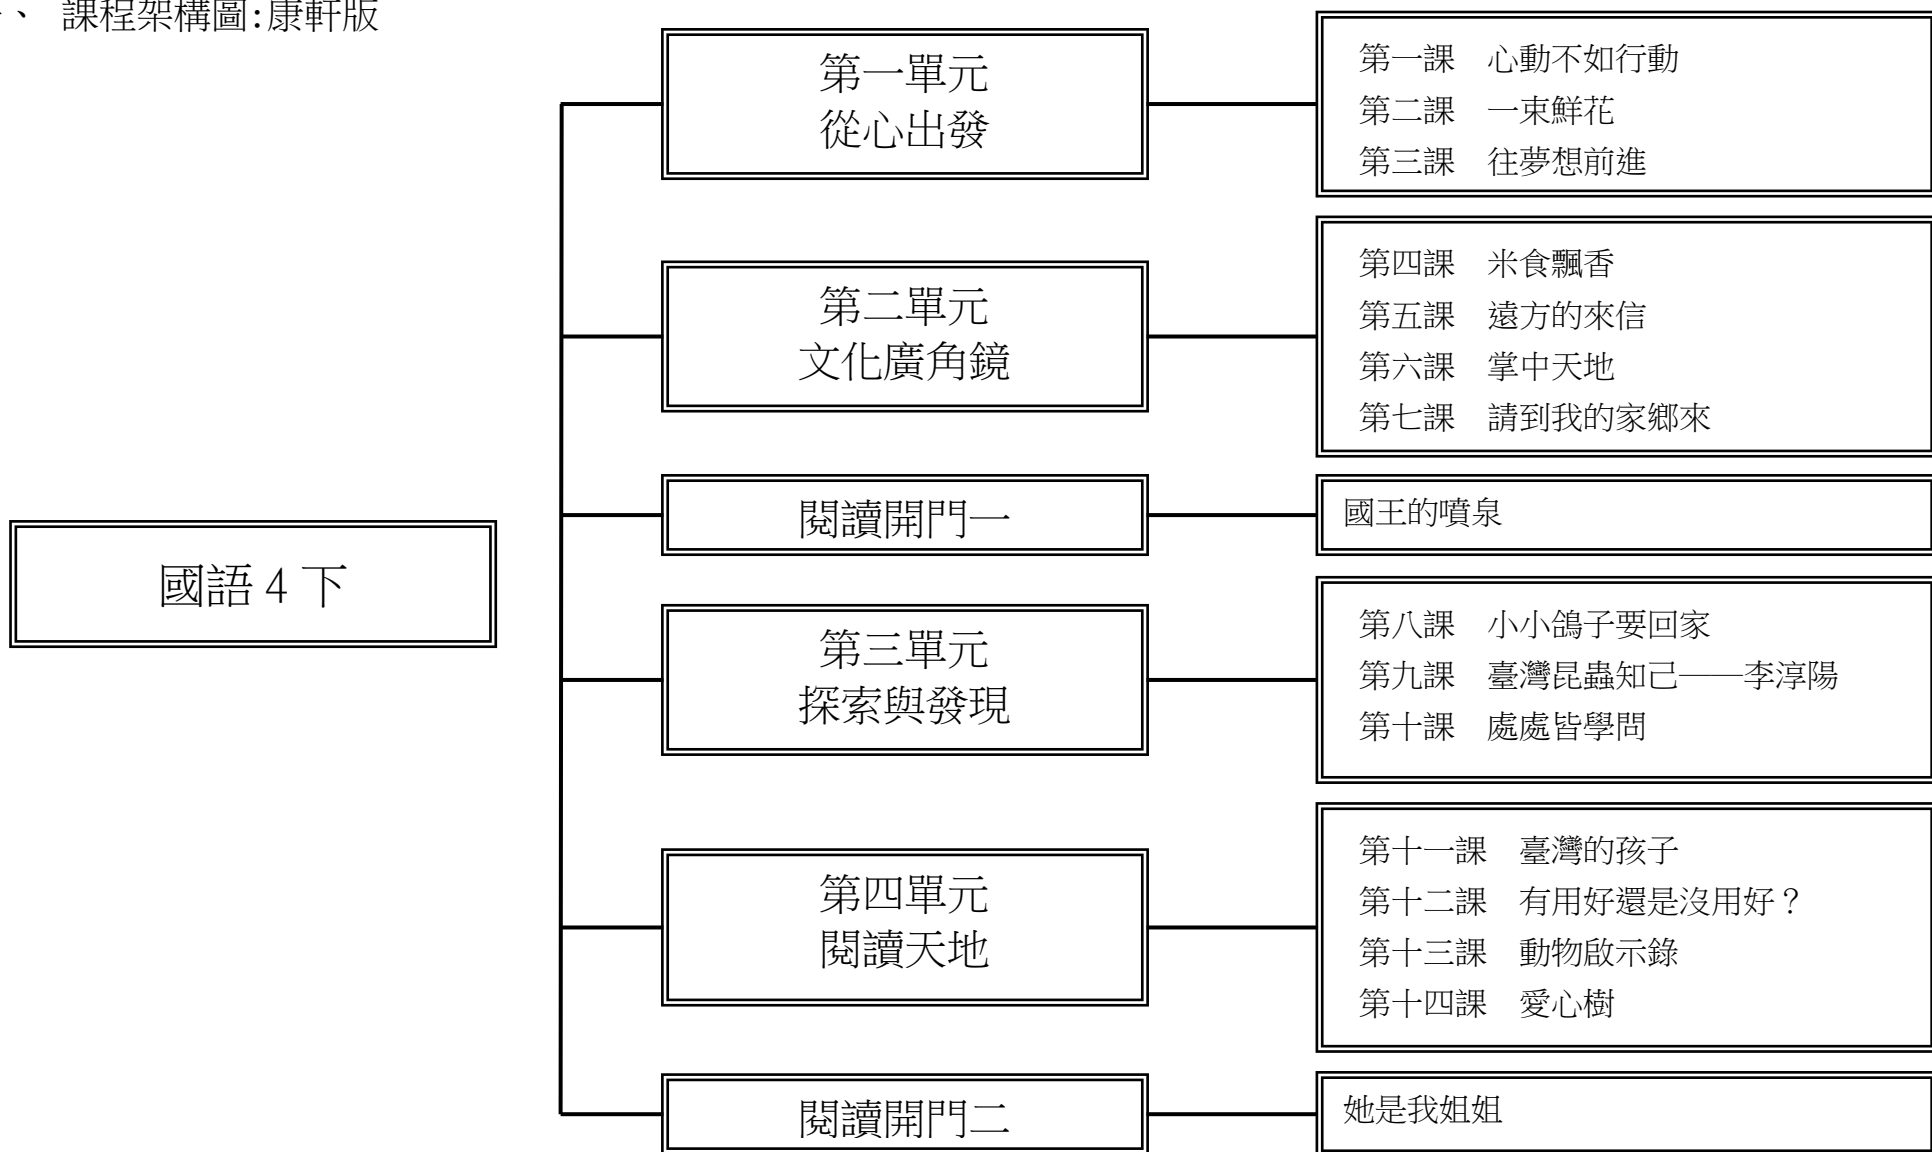 、 課程架構圖:康軒版
國語4下
第一單元
從心出發
第一課 心動不如行動
第二課 一束鮮花
第三課 往夢想前進
第二單元
文化廣角鏡
第四課 米食飄香
第五課 遠方的來信
第六課 掌中天地
第七課 請到我的家鄉來
閱讀開門一
國王的噴泉
第三單元
探索與發現
第八課 小小鴿子要回家
第九課 臺灣昆蟲知己——李淳陽
第十課 處處皆學問
第四單元
閱讀天地
第十一課 臺灣的孩子
第十二課 有用好還是沒用好？
第十三課 動物啟示錄
第十四課 愛心樹
閱讀開門二
她是我姐姐